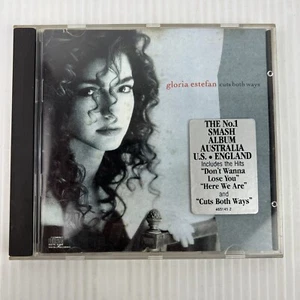 gloria estefan cuts both ways
THE No.1
SMASH
ALBUM
AUSTRALIA
U.S. • ENGLAND
Includes the Hits
"Don't Wanna
Lose You"
"Here We Are"
and
"Cuts Both Ways"